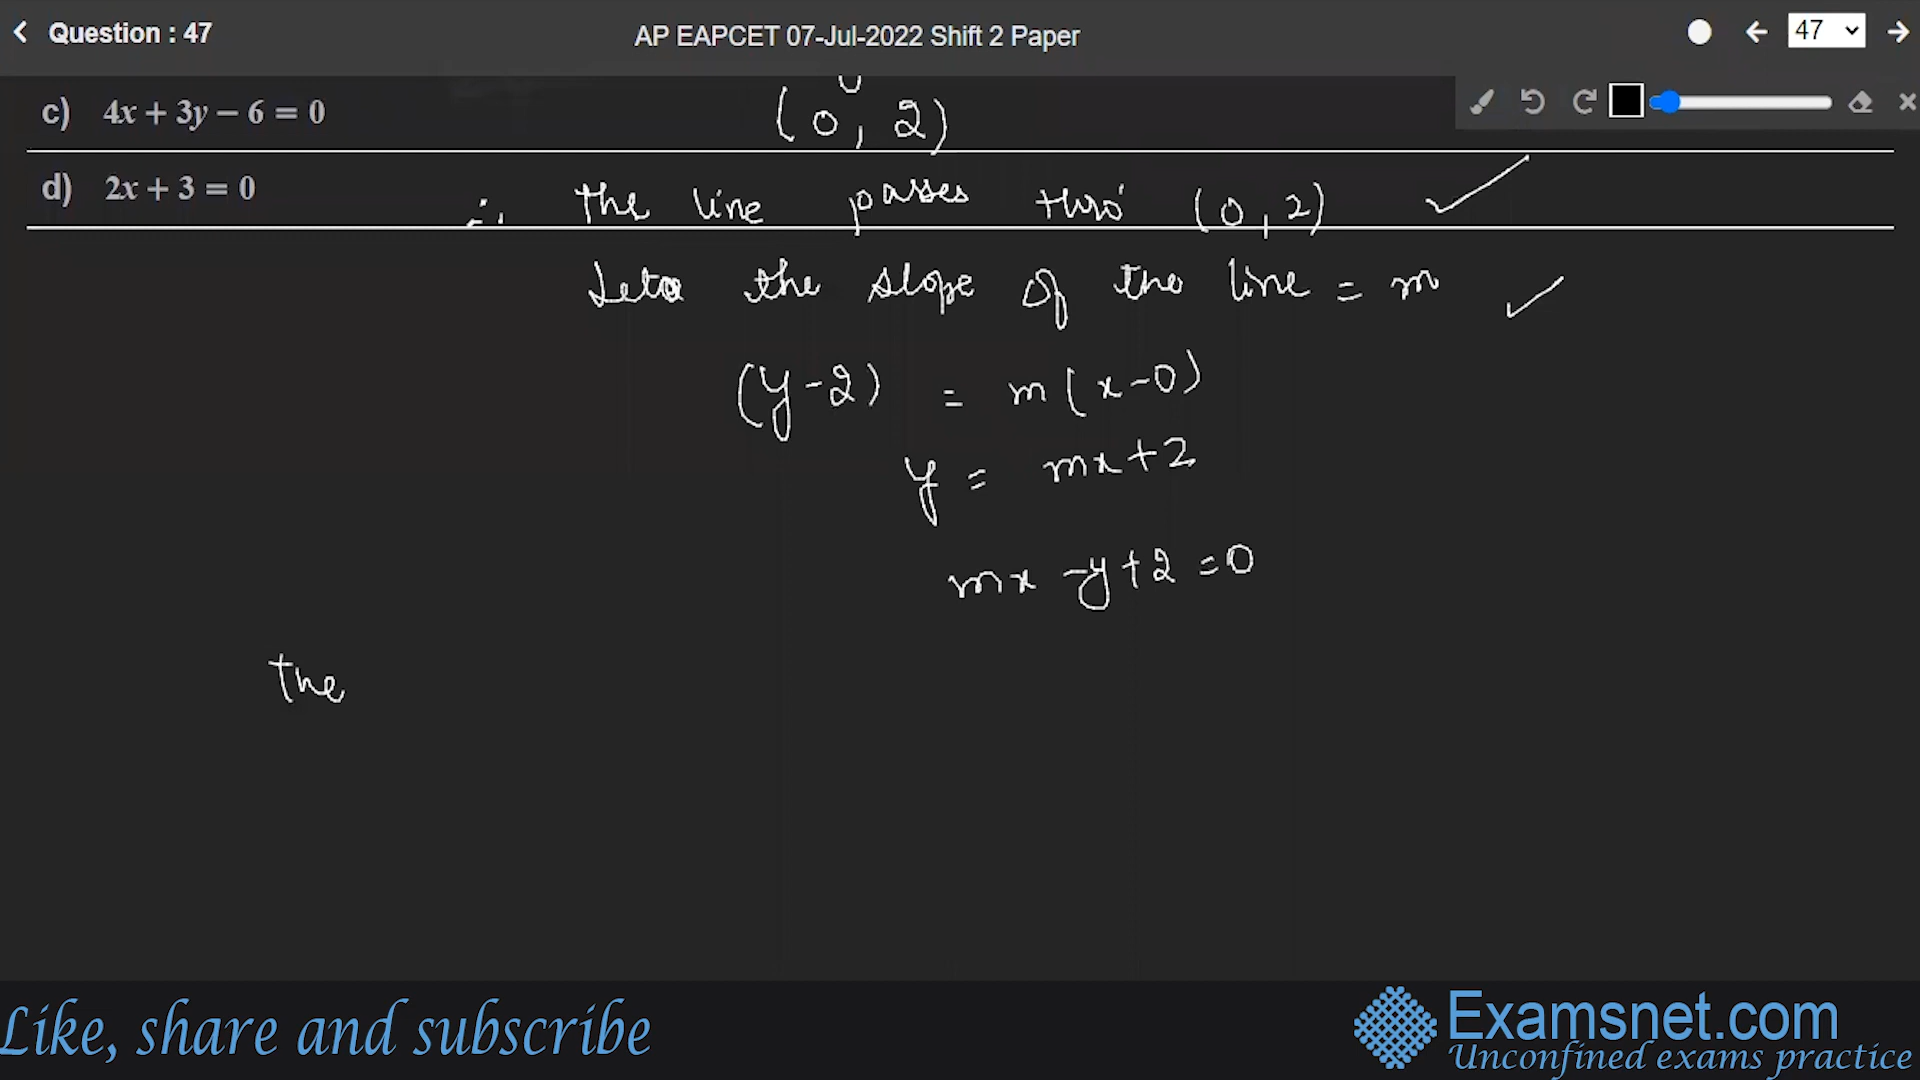 Question : 47
AP EAPCET 07-Jul-2022 Shift 2 Paper
47
c) 4x + 3y − 6 = 0
(0, 2)
d) 2x + 3 = 0
∴ the line passes thro' (0, 2)
the slope of the line = m
(y-2) = m(x-0)
y = mx+2
mx -y+2 =0
the
Like, share and subscribe
Examsnet.com
Unconfined exams practice